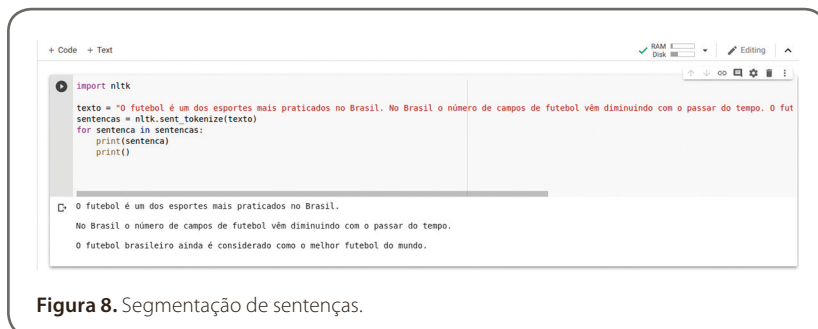 + Code + Text
RAM
Disk
Editing
import nltk
texto = "O futebol é um dos esportes mais praticados no Brasil. No Brasil o número de campos de futebol vêm diminuindo com o passar do tempo. O fut
sentencas = nltk.sent_tokenize(texto)
for sentenca in sentencas:
    print(sentenca)
    print()
O futebol é um dos esportes mais praticados no Brasil.
No Brasil o número de campos de futebol vêm diminuindo com o passar do tempo.
O futebol brasileiro ainda é considerado como o melhor futebol do mundo.
Figura 8. Segmentação de sentenças.